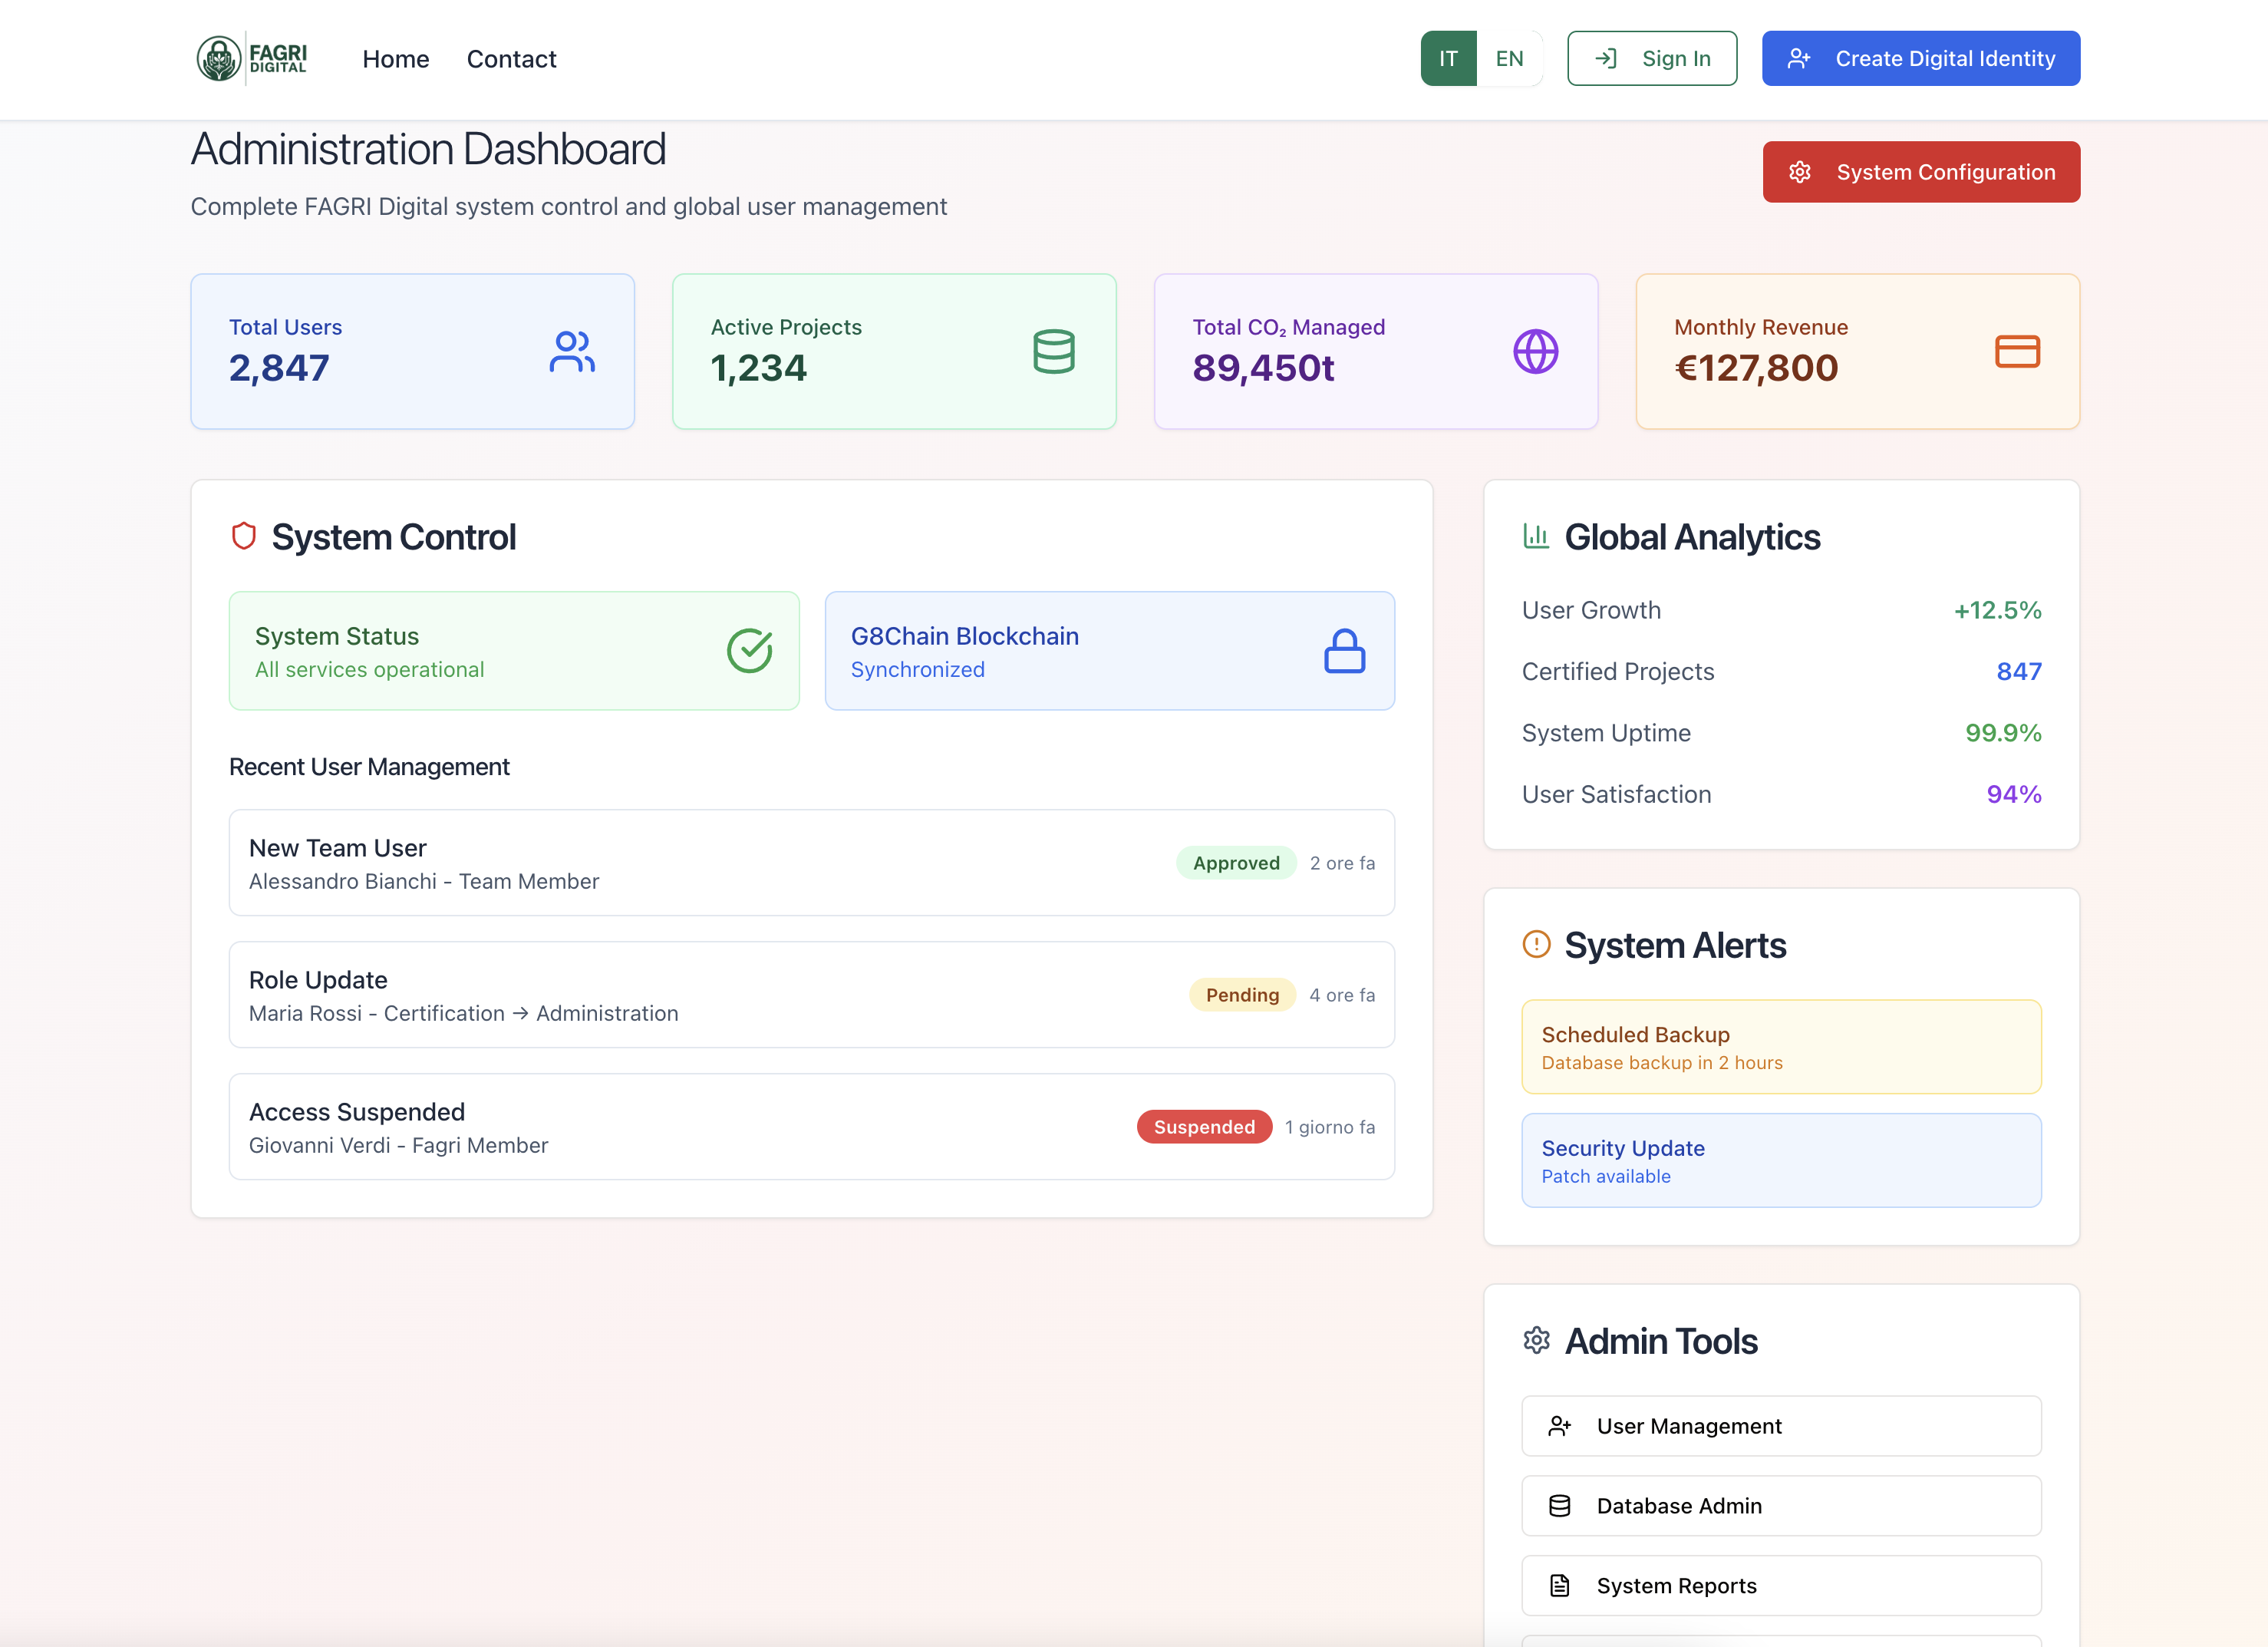 FAGRI
DIGITAL
Home
Contact
IT
EN
Sign In
Create Digital Identity
Administration Dashboard
Complete FAGRI Digital system control and global user management
System Configuration
Total Users
2,847
Active Projects
1,234
Total CO₂ Managed
89,450t
Monthly Revenue
€127,800
System Control
System Status
All services operational
G8Chain Blockchain
Synchronized
Recent User Management
New Team User
Alessandro Bianchi - Team Member
Approved
2 ore fa
Role Update
Maria Rossi - Certification → Administration
Pending
4 ore fa
Access Suspended
Giovanni Verdi - Fagri Member
Suspended
1 giorno fa
Global Analytics
User Growth
+12.5%
Certified Projects
847
System Uptime
99.9%
User Satisfaction
94%
System Alerts
Scheduled Backup
Database backup in 2 hours
Security Update
Patch available
Admin Tools
User Management
Database Admin
System Reports